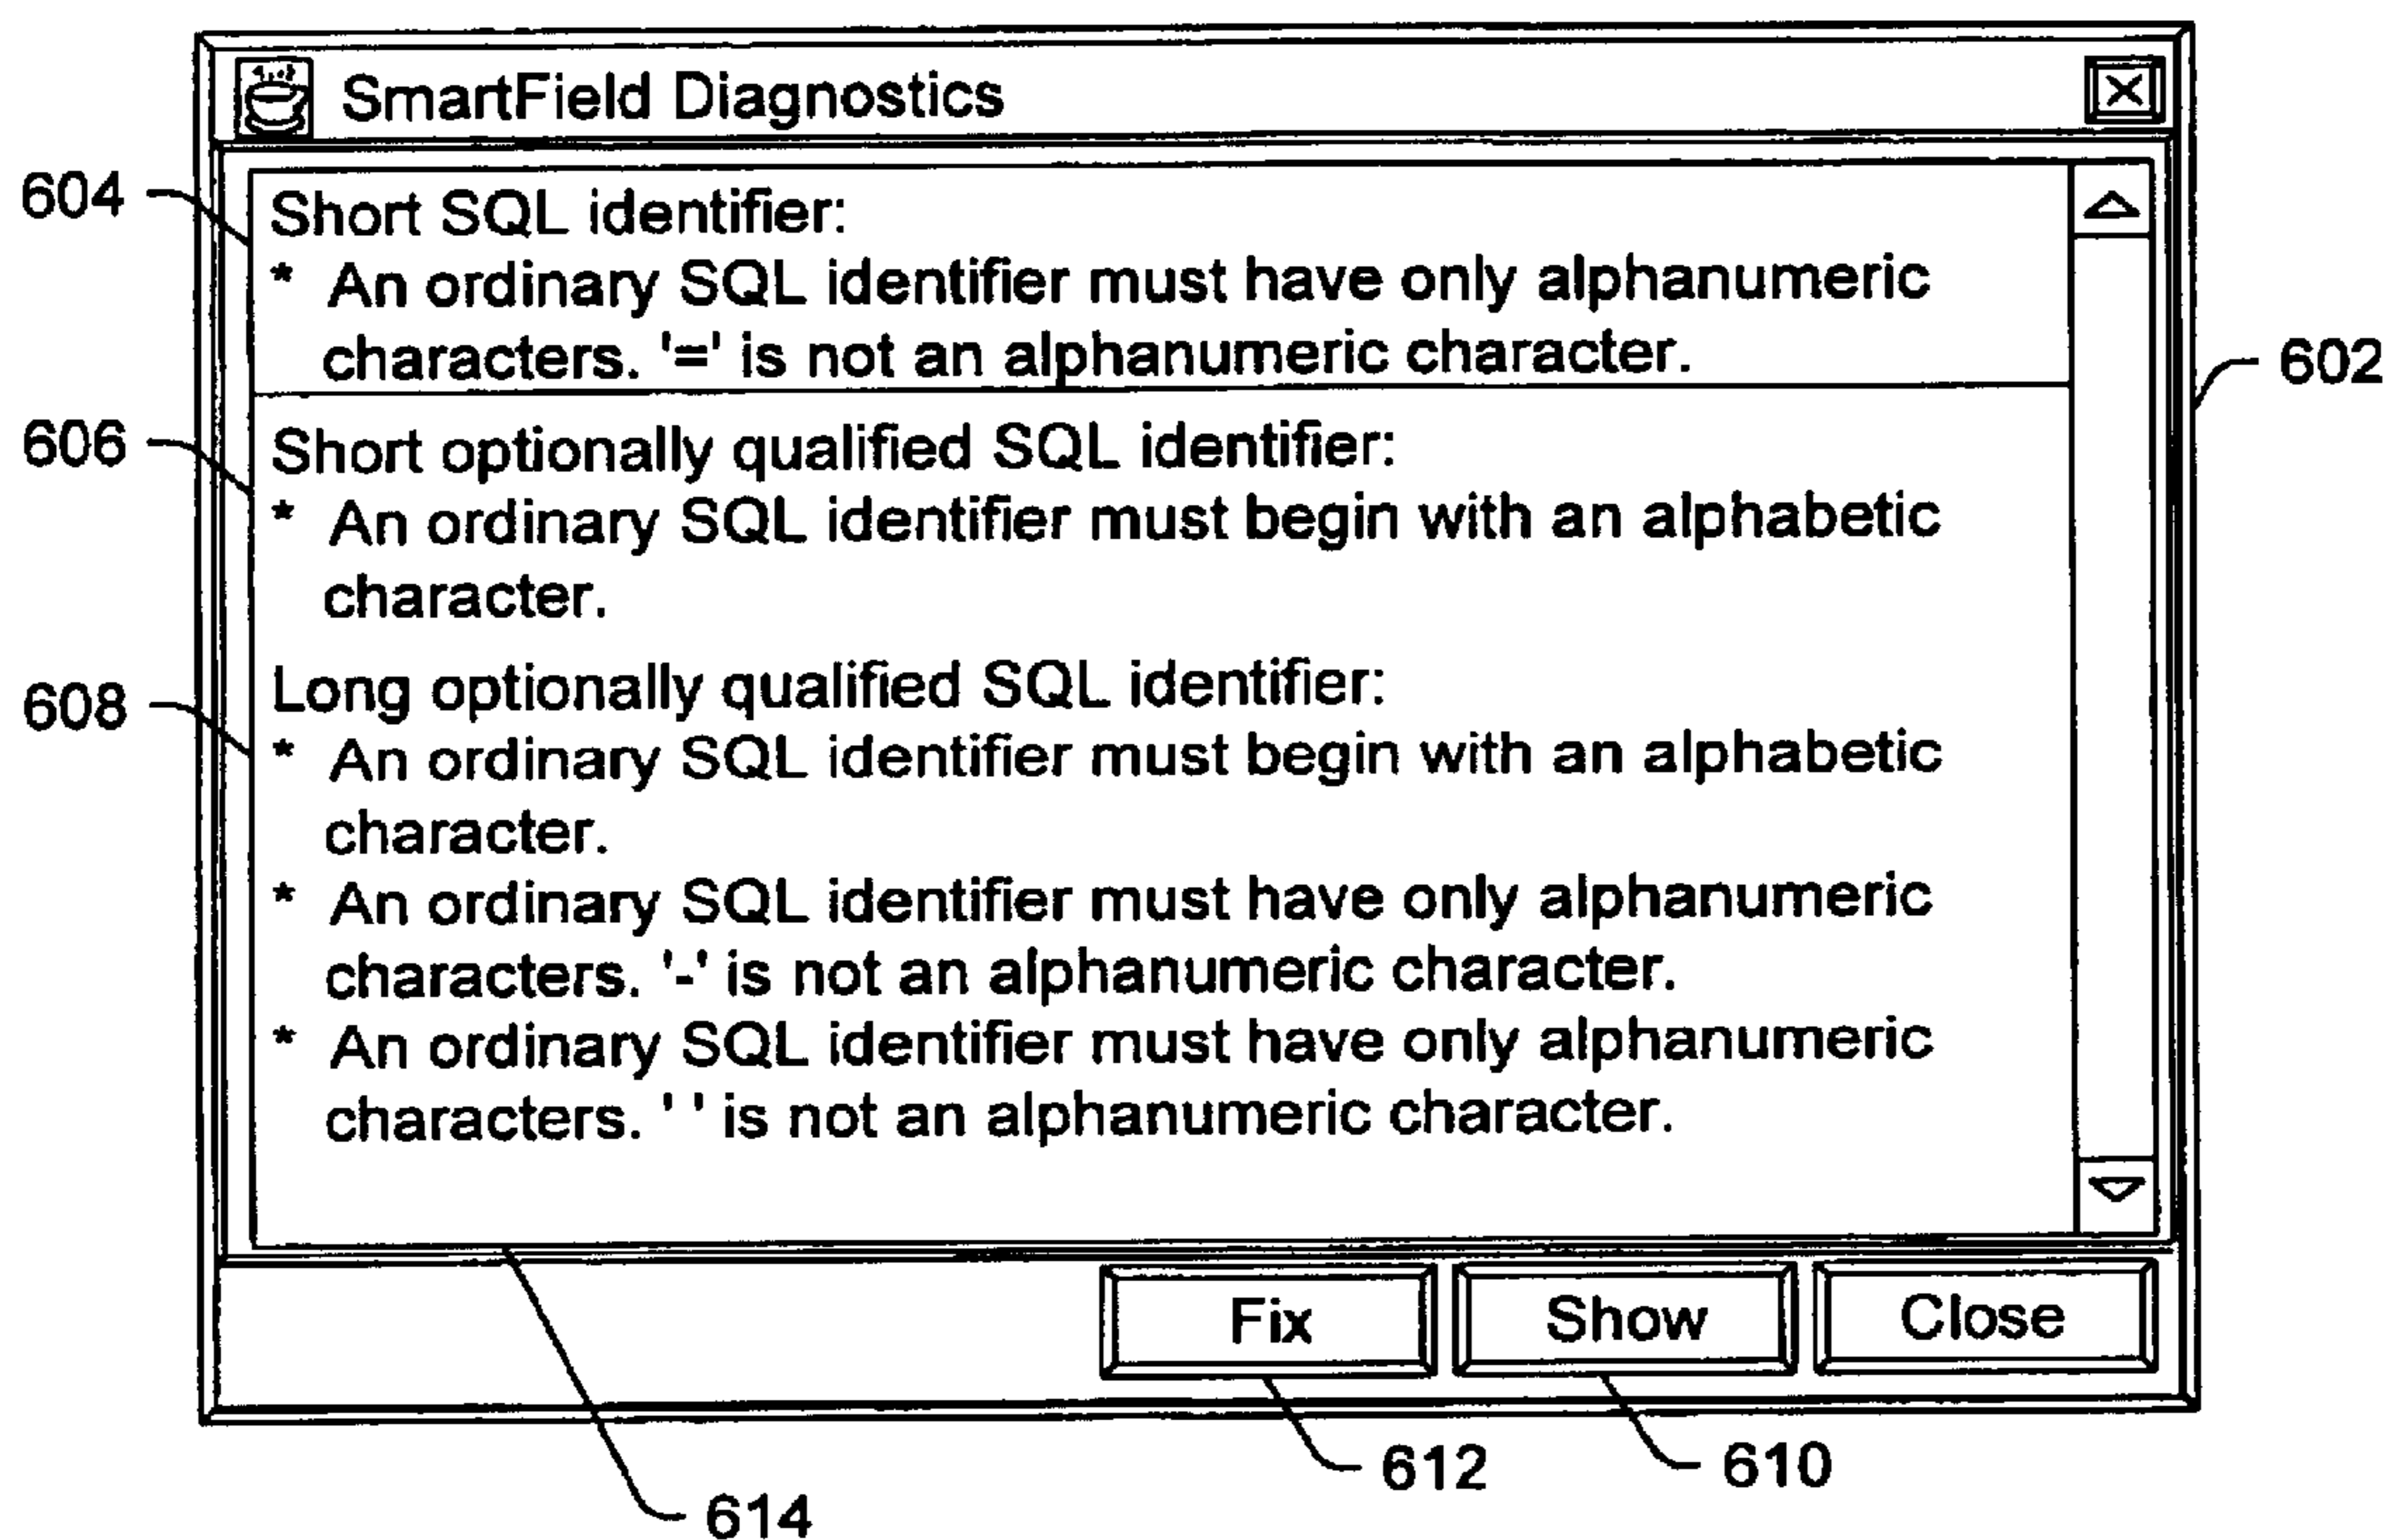 SmartField Diagnostics
604
Short SQL identifier:
* An ordinary SQL identifier must have only alphanumeric
characters. '=' is not an alphanumeric character.
602
606
Short optionally qualified SQL identifier:
* An ordinary SQL identifier must begin with an alphabetic
character.
608
Long optionally qualified SQL identifier:
* An ordinary SQL identifier must begin with an alphabetic
character.
* An ordinary SQL identifier must have only alphanumeric
characters. '-' is not an alphanumeric character.
* An ordinary SQL identifier must have only alphanumeric
characters. ' ' is not an alphanumeric character.
Fix Show Close
612 610
614